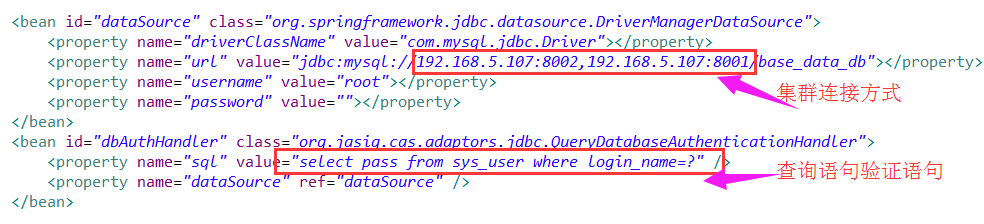 <bean id="dataSource" class="org.springframework.jdbc.datasource.DriverManagerDataSource">
<property name="driverClassName" value="com.mysql.jdbc.Driver"></property>
<property name="url" value="jdbc:mysql://192.168.5.107:8002,192.168.5.107:8001/base_data_db"></property>
<property name="username" value="root"></property>
集群连接方式
<property name="password" value=""></property>
</bean>
<bean id="dbAuthHandler" class="org.jasig.cas.adaptors.jdbc.QueryDatabaseAuthenticationHandler">
<property name="sql" value="select pass from sys_user where login_name=?" />
查询语句验证语句
<property name="dataSource" ref="dataSource" />
</bean>